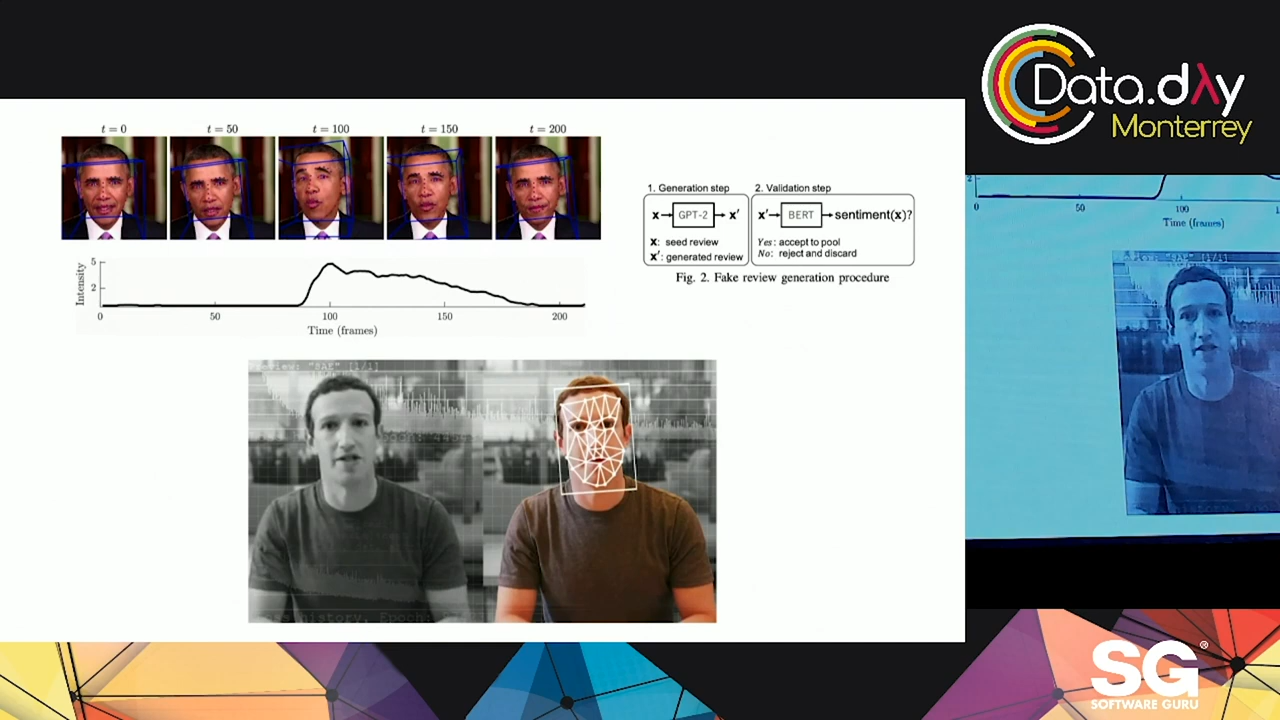 t = 0
t = 50
t = 100
t = 150
t = 200
Intensity
5
2
0
50
100
150
200
Time (frames)
1. Generation step
x
GPT-2
x'
x: seed review
x': generated review
2. Validation step
x'
BERT
sentiment(x)?
Yes: accept to pool
No: reject and discard
Fig. 2. Fake review generation procedure
Data.dλy
Monterrey
2
0
50
100
Time (frames)
SG®
SOFTWARE GURU